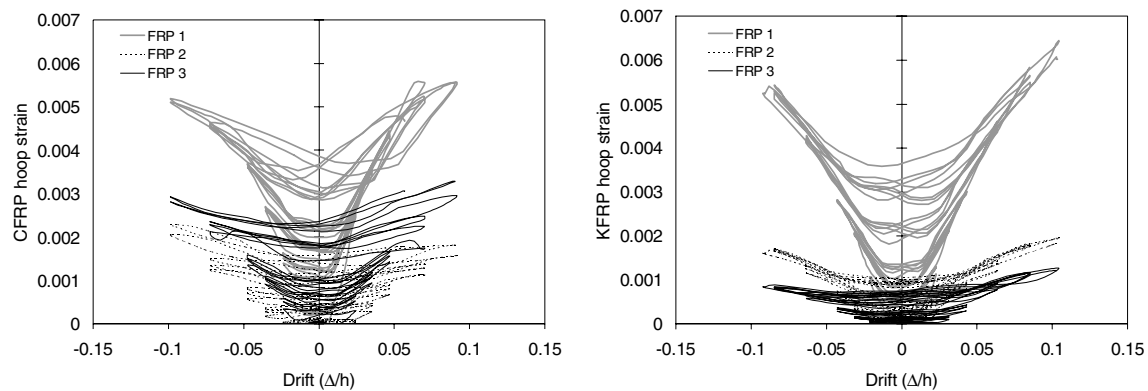 0.007
0.006
0.005
0.004
0.003
0.002
0.001
0
CFRP hoop strain
FRP 1
FRP 2
FRP 3
-0.15 -0.1 -0.05 0 0.05 0.1 0.15
Drift (Δ/h)
0.007
0.006
0.005
0.004
0.003
0.002
0.001
0
KFRP hoop strain
FRP 1
FRP 2
FRP 3
-0.15 -0.1 -0.05 0 0.05 0.1 0.15
Drift (Δ/h)